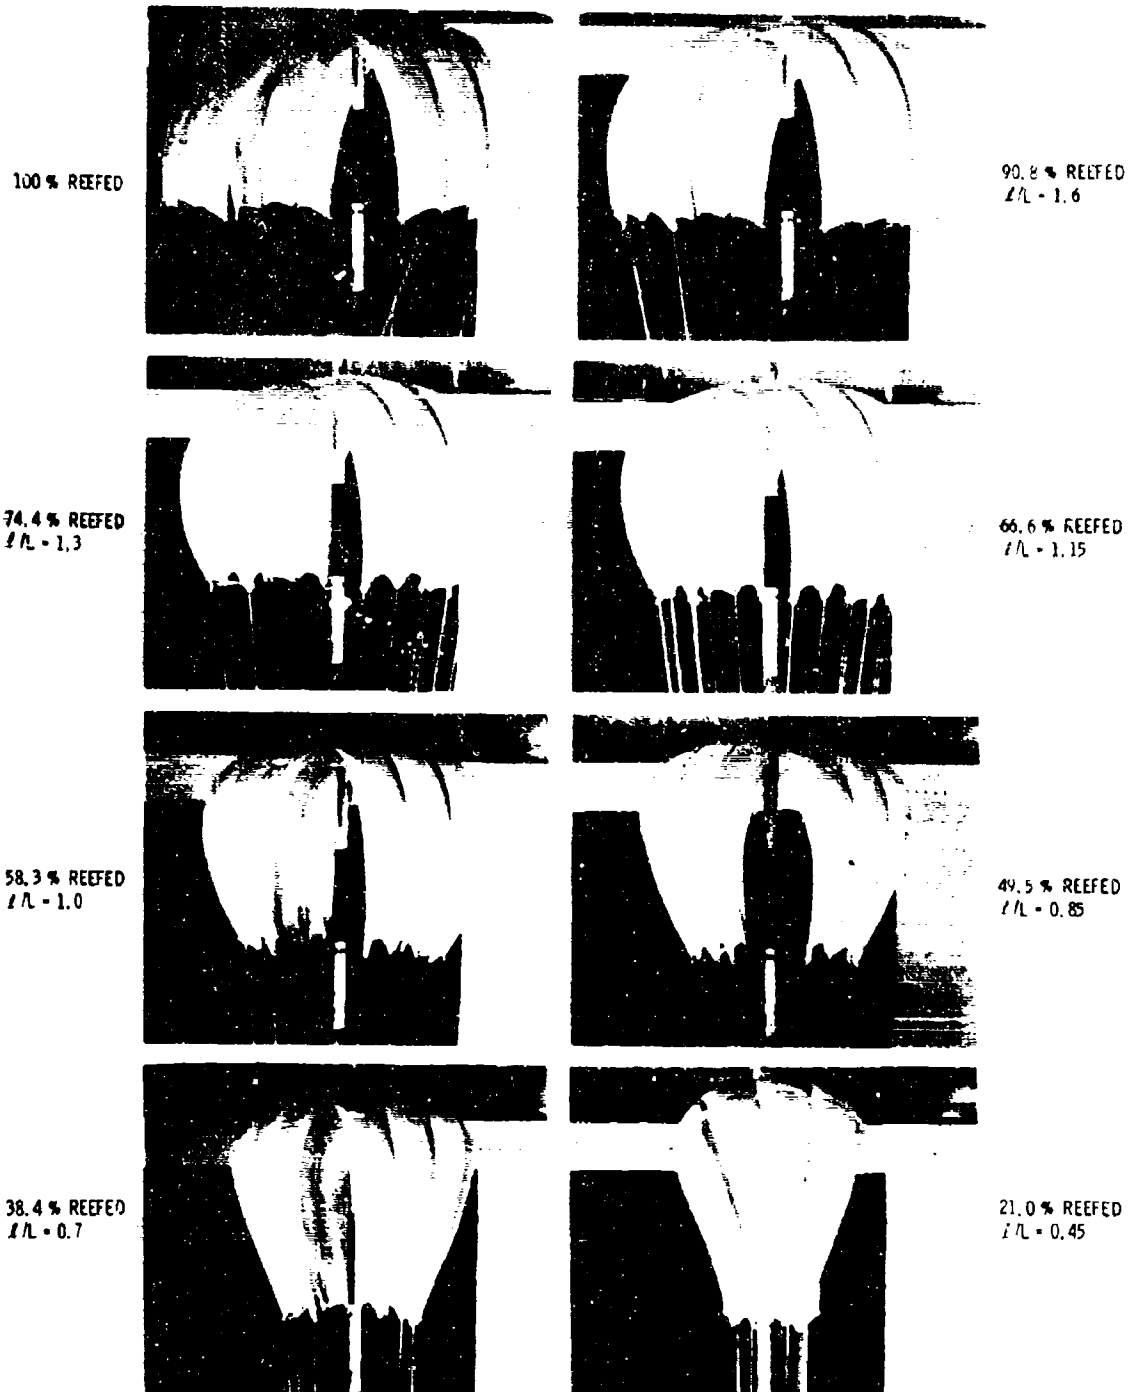 100 % REEFED
90.8 % REEFED
ℓ/L - 1.6
74.4 % REEFED
ℓ/L - 1.3
66.6 % REEFED
ℓ/L - 1.15
58.3 % REEFED
ℓ/L - 1.0
49.5 % REEFED
ℓ/L - 0.85
38.4 % REEFED
ℓ/L - 0.7
21.0 % REEFED
ℓ/L - 0.45